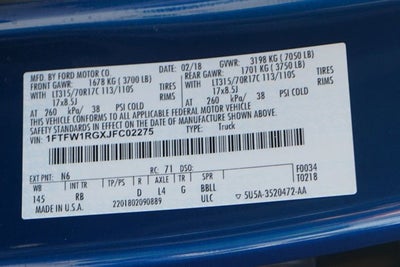 MFD. BY FORD MOTOR CO.
02/18 GVWR: 3198 KG ( 7050 LB)
FRONT GAWR: 1678 KG ( 3700 LB)
REAR GAWR: 1701 KG ( 3750 LB)
LT315/70R17C 113/110S TIRES LT315/70R17C 113/110S TIRES
17x8.5J RIMS 17x8.5J RIMS
AT 260 kPa/ 38 PSI COLD AT 260 kPa/ 38 PSI COLD
THIS VEHICLE CONFORMS TO ALL APPLICABLE FEDERAL MOTOR VEHICLE
SAFETY STANDARDS IN EFFECT ON THE DATE OF MANUFACTURE SHOWN ABOVE.
VIN: 1FTFW1RGXJFC02275
TYPE: Truck
EXT PNT: N6 RC: 71 DSO: F0034
T0218
WB INT TR TP/PS R AXLE TR SPR
145 RB D L4 G BBLL
MADE IN U.S.A. 2201802090889 ULC 5U5A-3520472-AA